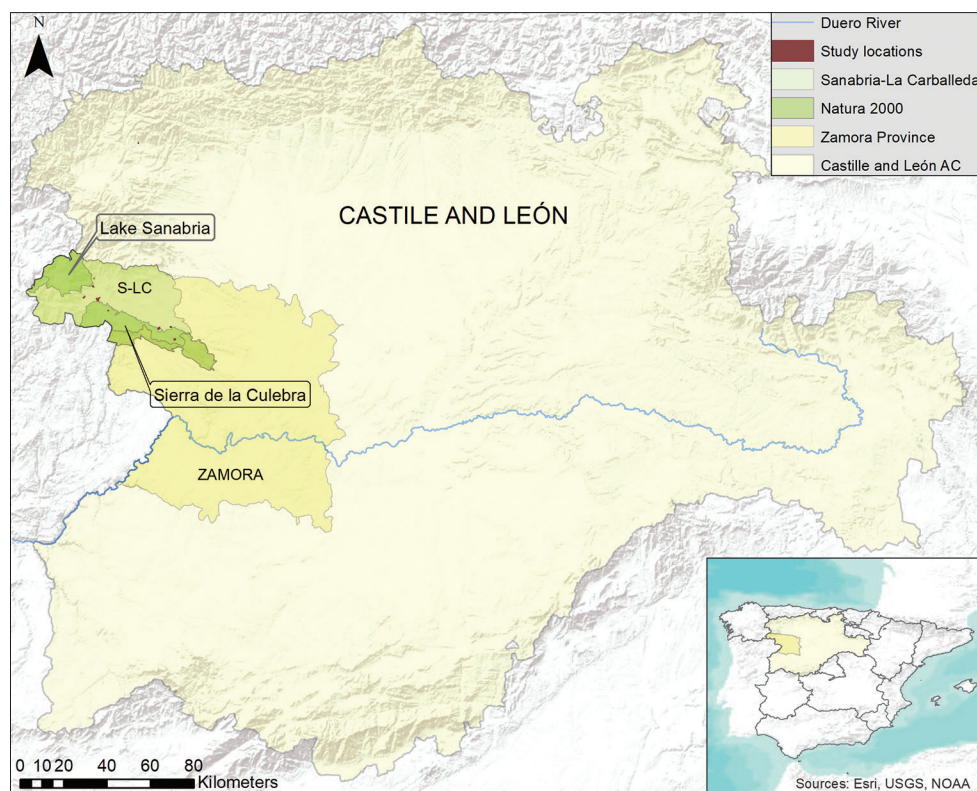 N
Duero River
Study locations
Sanabria-La Carballeda
Natura 2000
Zamora Province
Castille and León AC
CASTILE AND LEÓN
Lake Sanabria
S-LC
Sierra de la Culebra
ZAMORA
0 10 20 40 60 80
Kilometers
Sources: Esri, USGS, NOAA